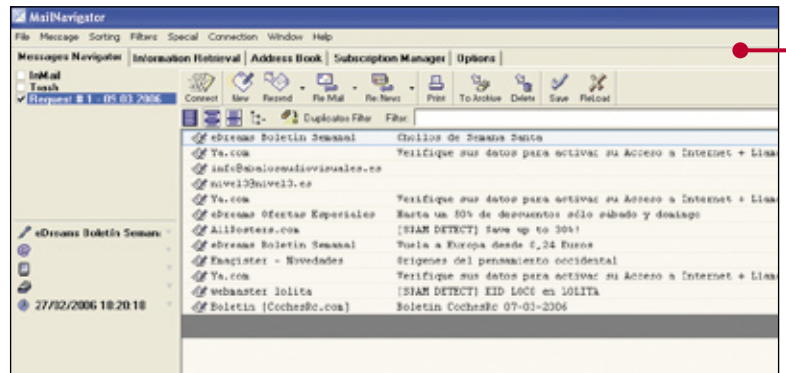 MailNavigator
File Message Sorting Filters Special Connection Window Help
Messages Navigator Information Retrieval Address Book Subscription Manager Options
InMail
Trash
Request # 1 - 05 03 2006
Connect New Resend Re:Mail Re:News Print To Archive Delete Save ReLoad
Duplicates Filter Filter:
eDreams Boletin Semanal Chollos de Semana Santa
Ya.com Verifique sus datos para activar su Acceso a Internet + Llam
info@abalosaudiovisuales.es
nivel13@nivel13.es
Ya.com Verifique sus datos para activar su Acceso a Internet + Llam
eDreams Ofertas Especiales Hasta un 50% de descuentos sólo sábado y domingo
AllPosters.com [SPAM DETECT] Save up to 30%!
eDreams Boletin Semanal Vuela a Europa desde 0,24 Euros
Emagister - Novedades Origenes del pensamiento occidental
Ya.com Verifique sus datos para activar su Acceso a Internet + Llam
webmaster lolita [SPAM DETECT] KID LOCO en LOLITA
Boletin [CochesRc.com] Boletin CochesRc 07-03-2006
eDreams Boletín Seman
27/02/2006 18:20:18